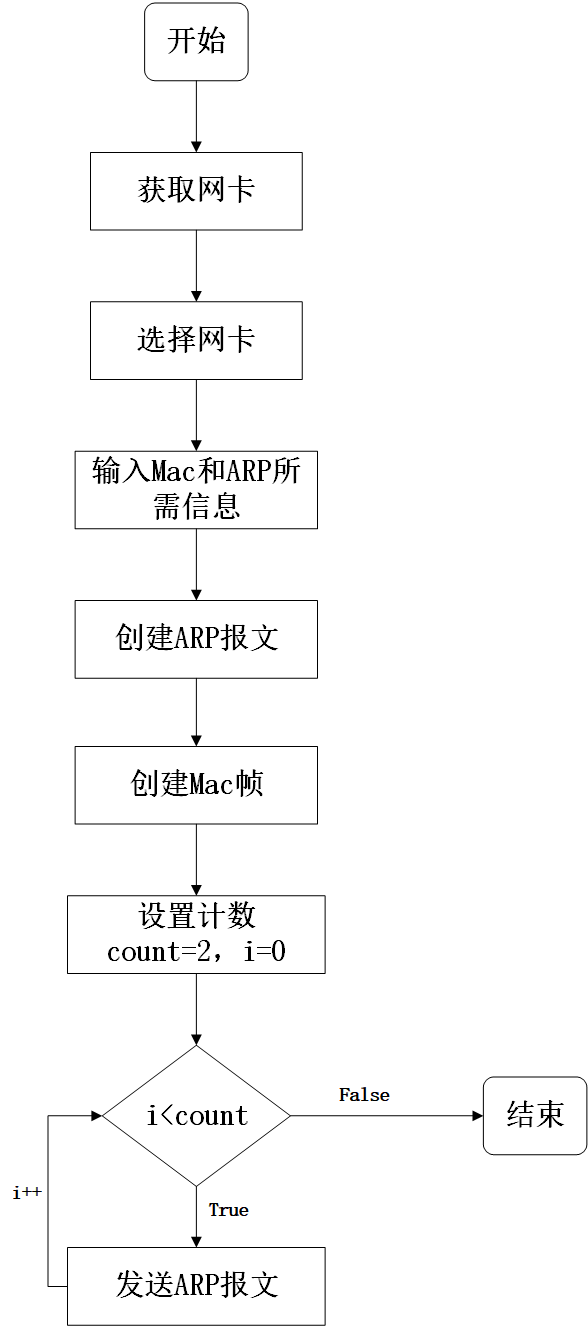 开始
获取网卡
选择网卡
输入Mac和ARP所
需信息
创建ARP报文
创建Mac帧
设置计数
count=2，i=0
i<count
False
结束
i++
True
发送ARP报文